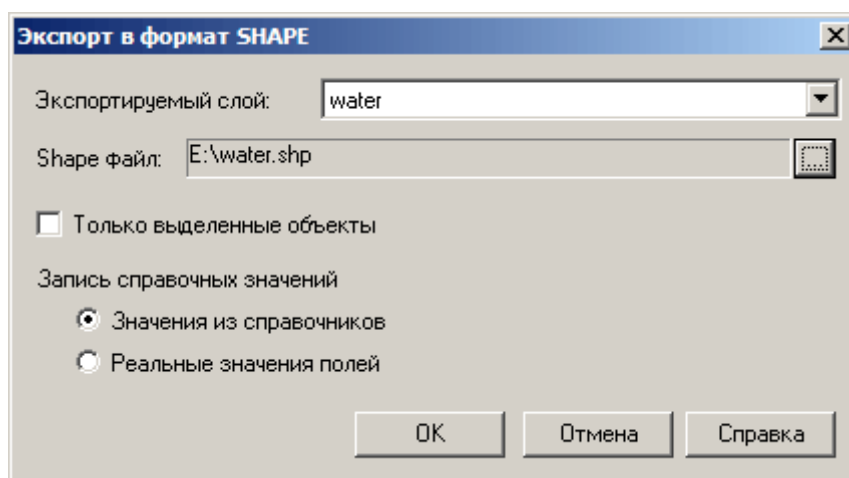 Экспорт в формат SHAPE
Экспортируемый слой: water
Shape файл: E:\water.shp
Только выделенные объекты
Запись справочных значений
Значения из справочников
Реальные значения полей
OK Отмена Справка